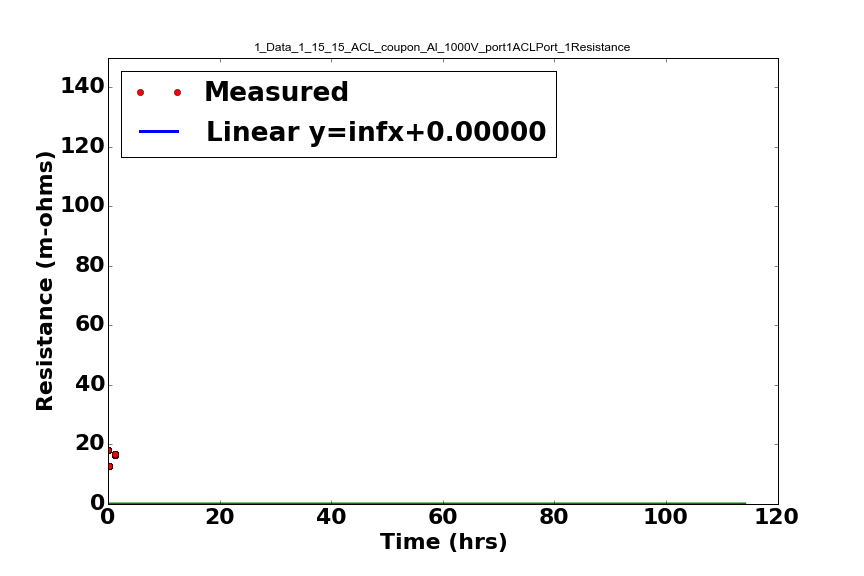 1_Data_1_15_15_ACL_coupon_Al_1000V_port1ACLPort_1Resistance
Measured
Linear y=infx+0.00000
140
120
100
80
60
40
20
0
Resistance (m-ohms)
0 20 40 60 80 100 120
Time (hrs)